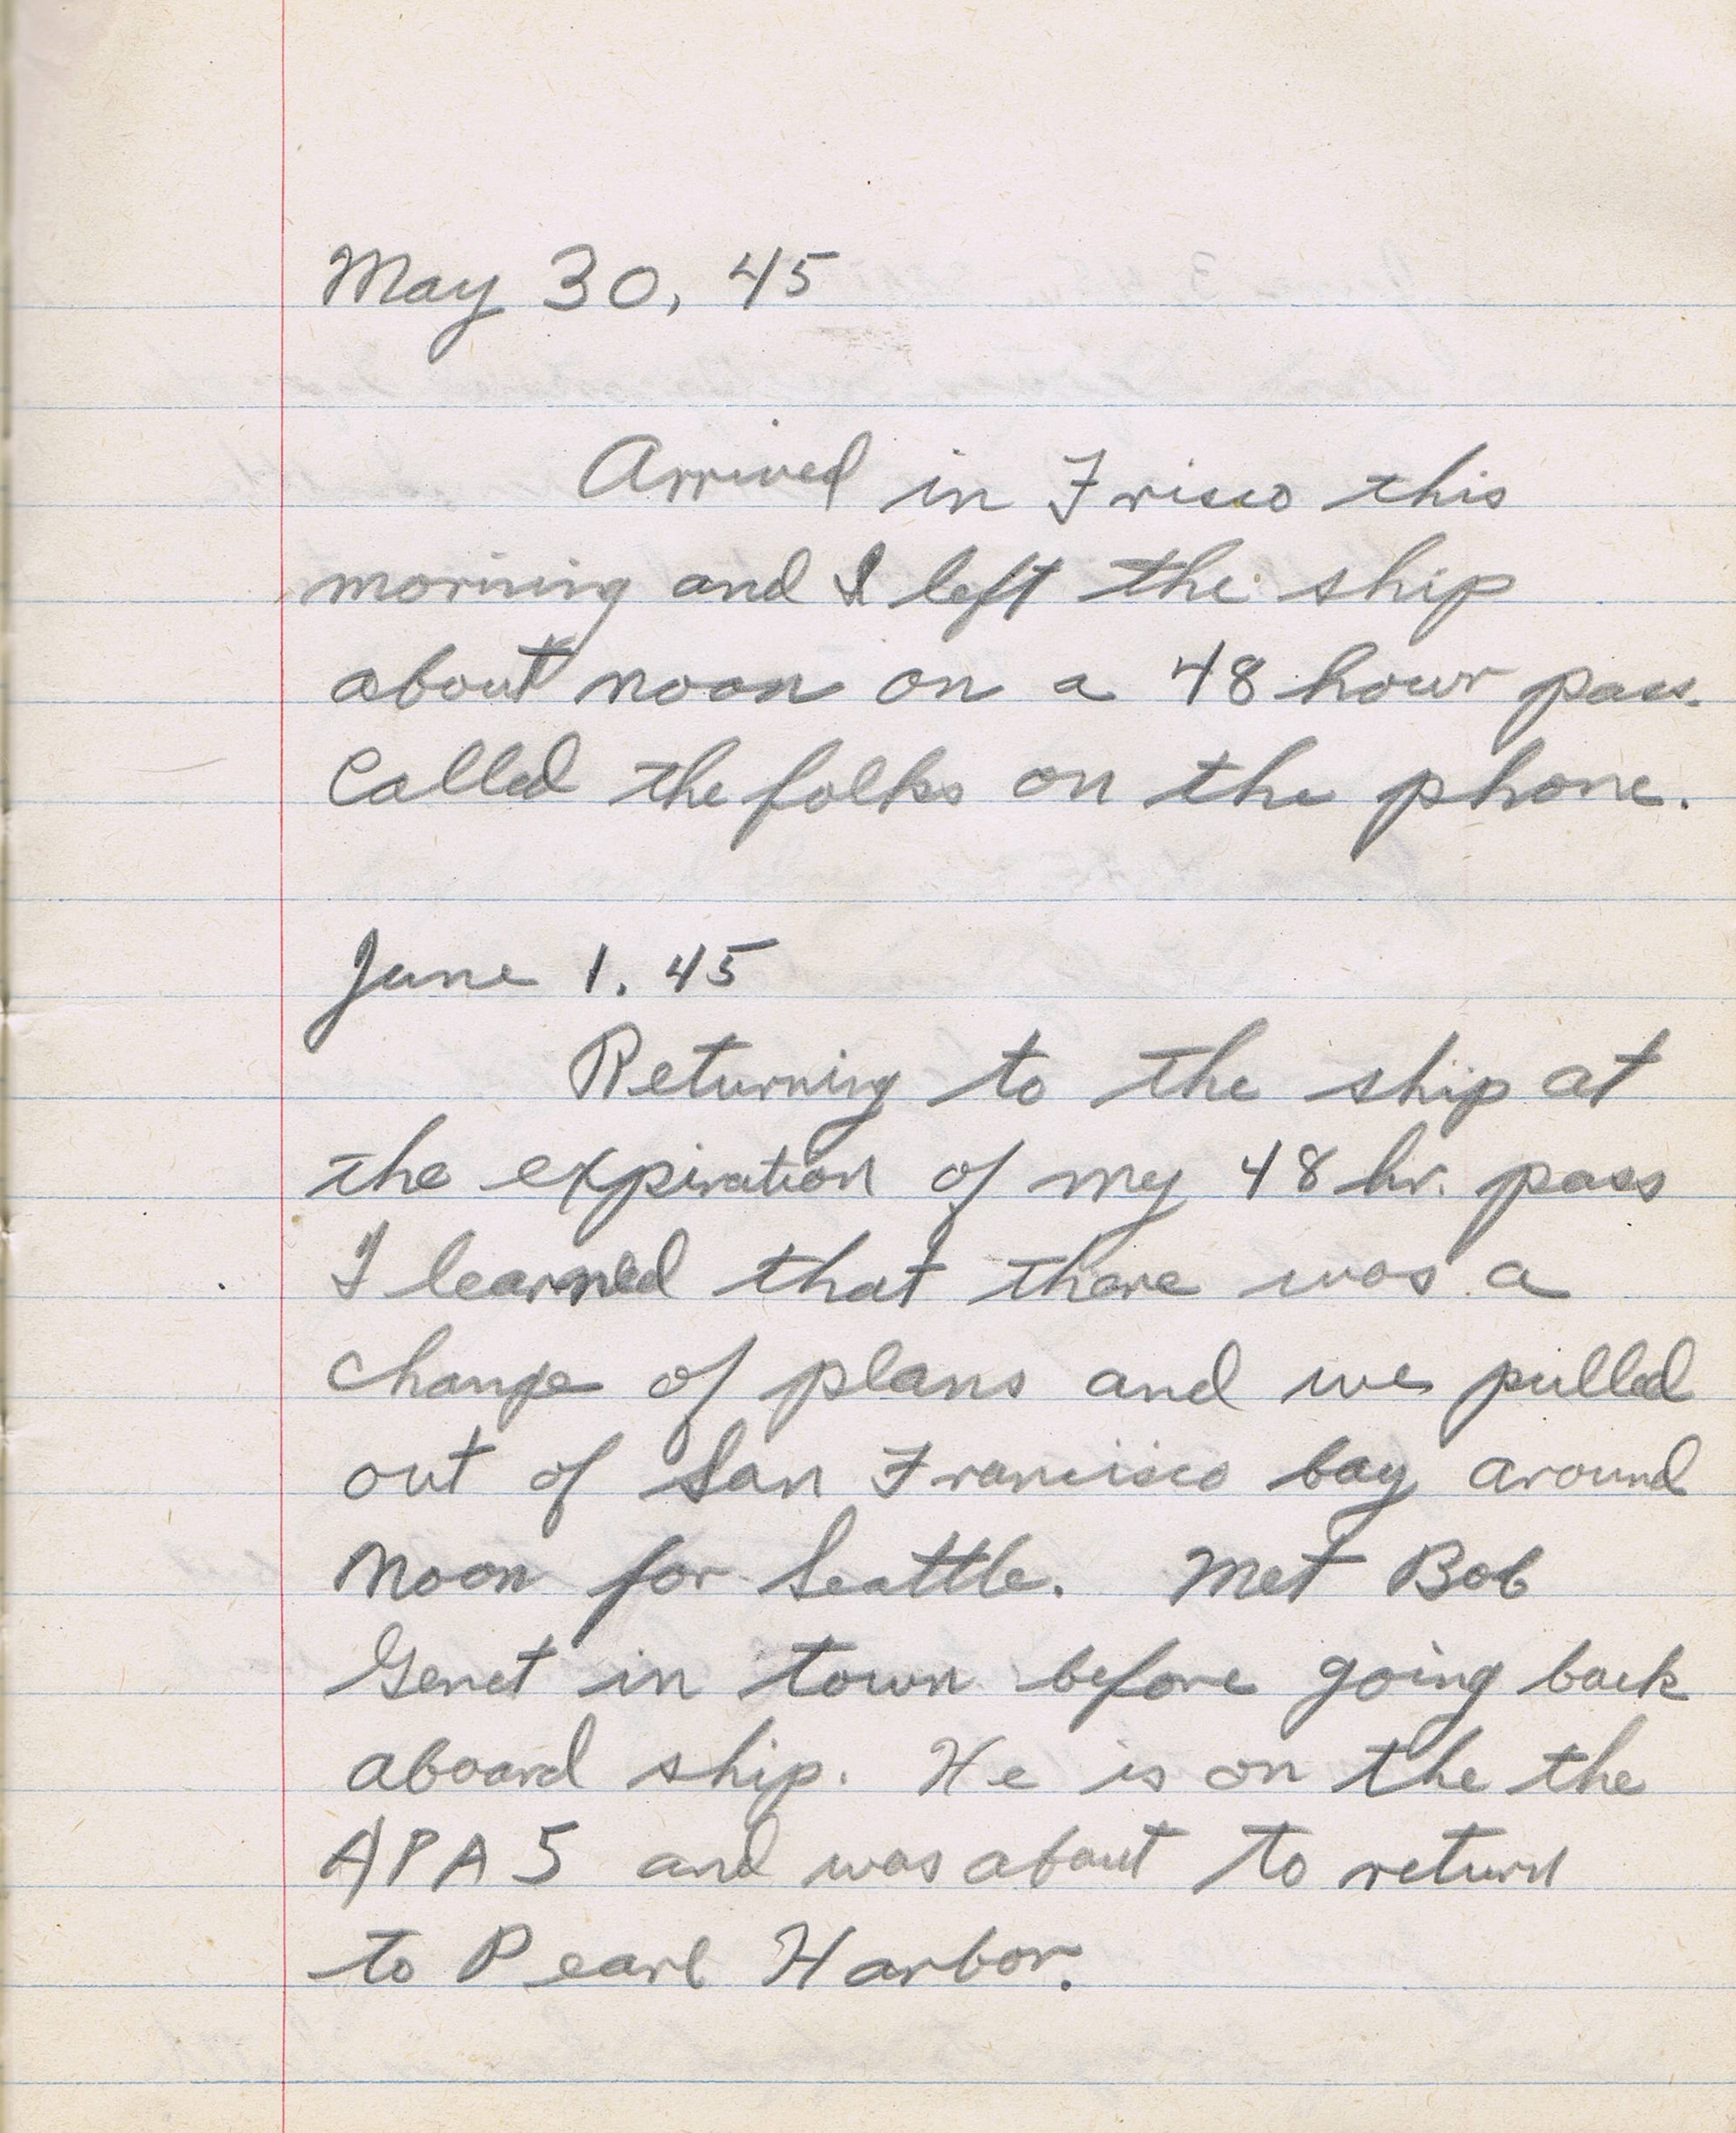 May 30, 45
Arrived in Frisco this
morning and I left the ship
about noon on a 48 hour pass.
Called the folks on the phone.
June 1. 45
Returning to the ship at
the expiration of my 48 hr. pass
I learned that there was a
change of plans and we pulled
out of San Francisco bay around
Noon for Seattle. Met Bob
Genet in town before going back
aboard ship. He is on the the
APA 5 and was about to return
to Pearl Harbor.